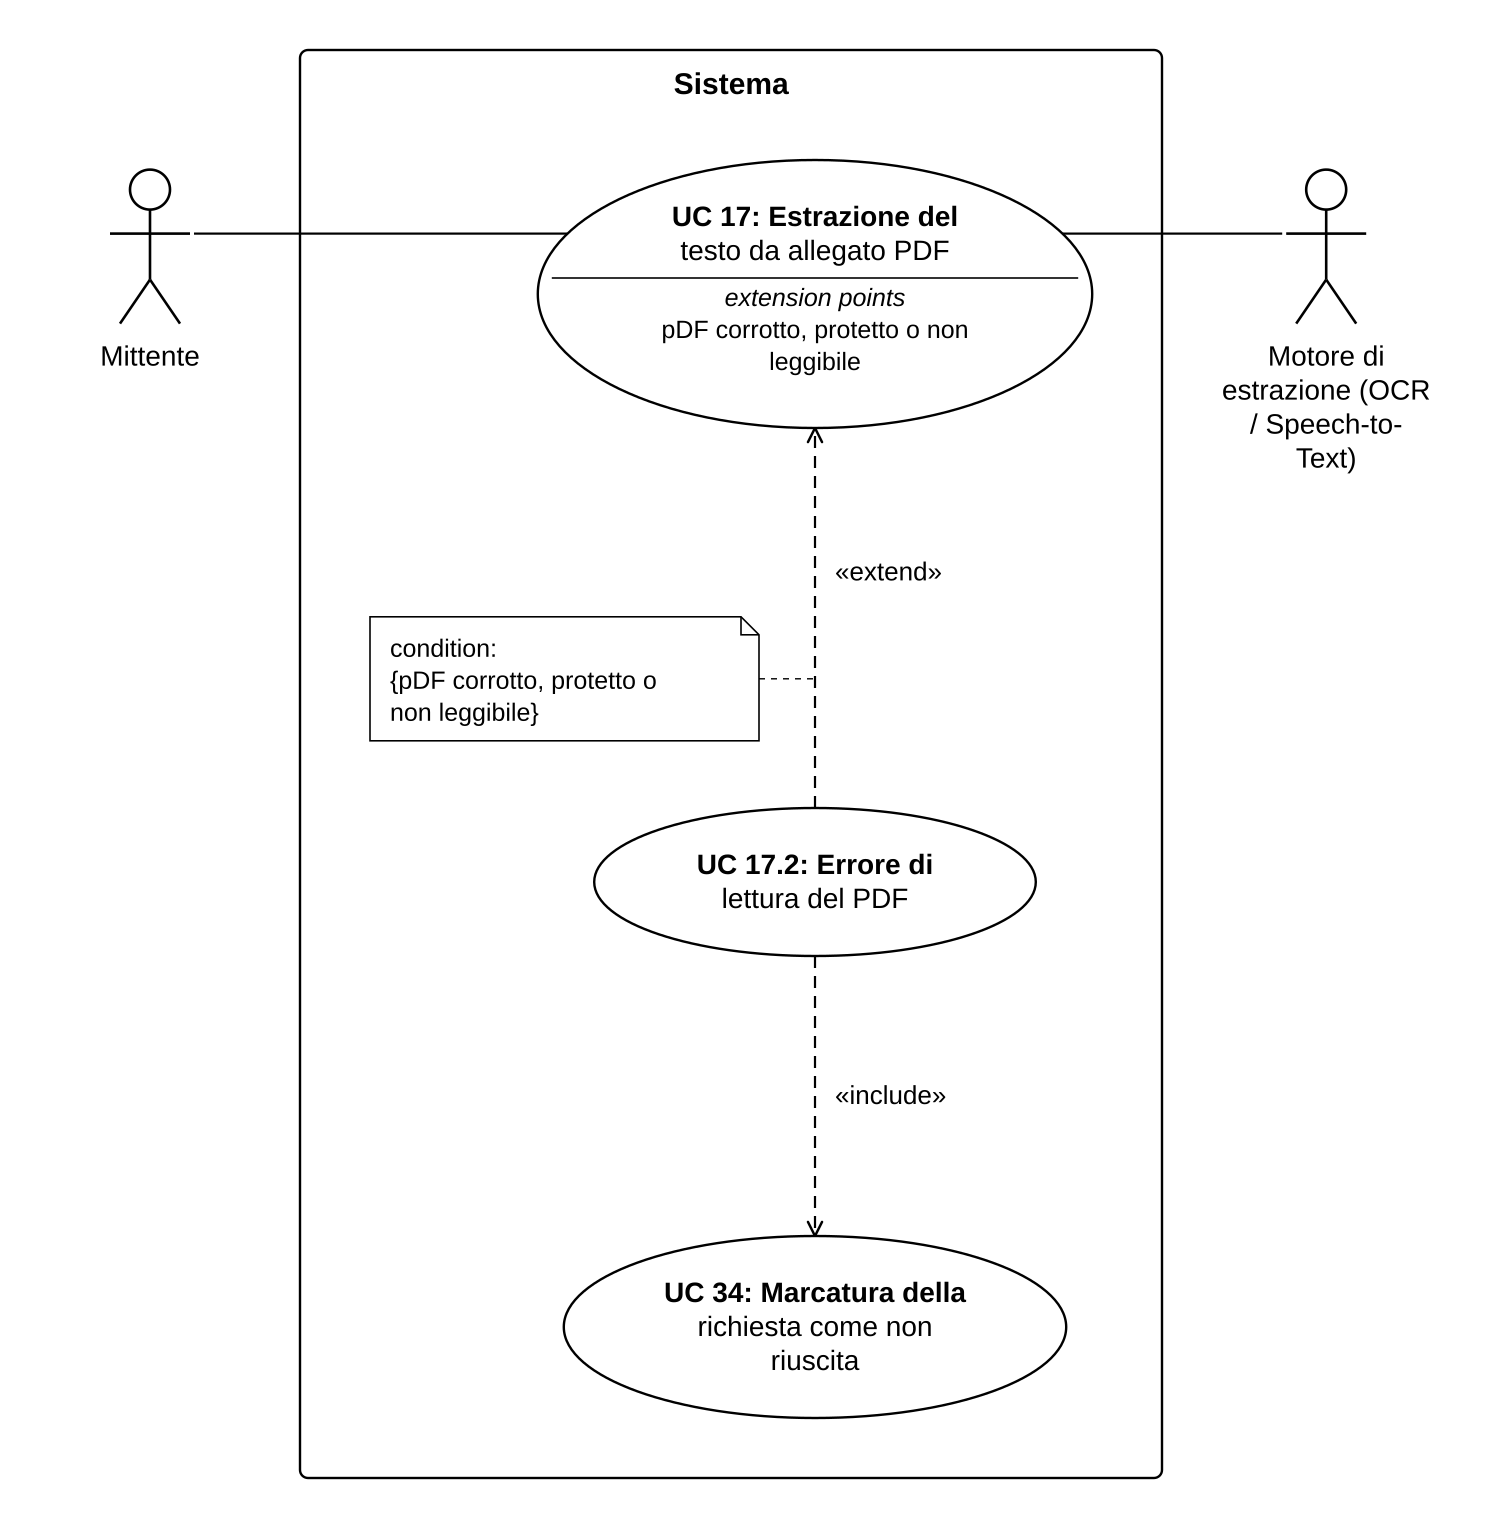 Sistema
UC 17: Estrazione del
testo da allegato PDF
extension points
pDF corrotto, protetto o non
leggibile
Mittente
Motore di
estrazione (OCR
/ Speech-to-
Text)
«extend»
condition:
{pDF corrotto, protetto o
non leggibile}
UC 17.2: Errore di
lettura del PDF
«include»
UC 34: Marcatura della
richiesta come non
riuscita